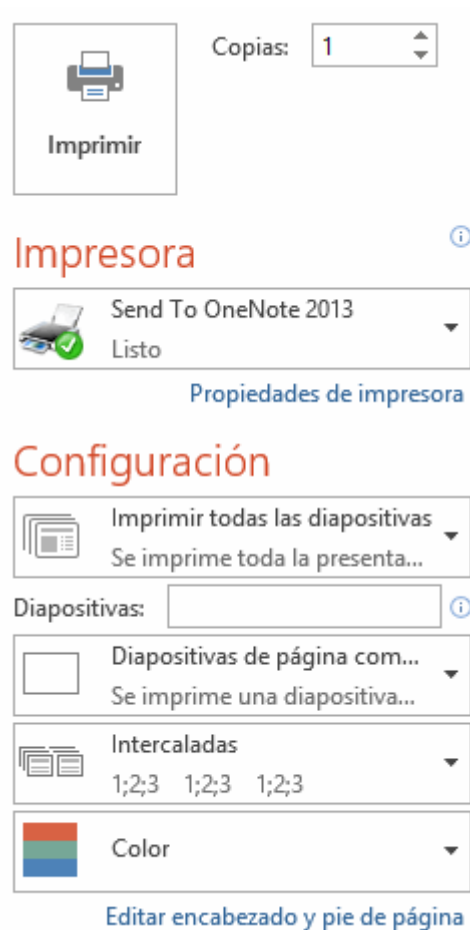 Copias: 1
Imprimir
Impresora
Send To OneNote 2013
Listo
Propiedades de impresora
Configuración
Imprimir todas las diapositivas
Se imprime toda la presenta...
Diapositivas:
Diapositivas de página com...
Se imprime una diapositiva...
Intercaladas
1;2;3 1;2;3 1;2;3
Color
Editar encabezado y pie de página